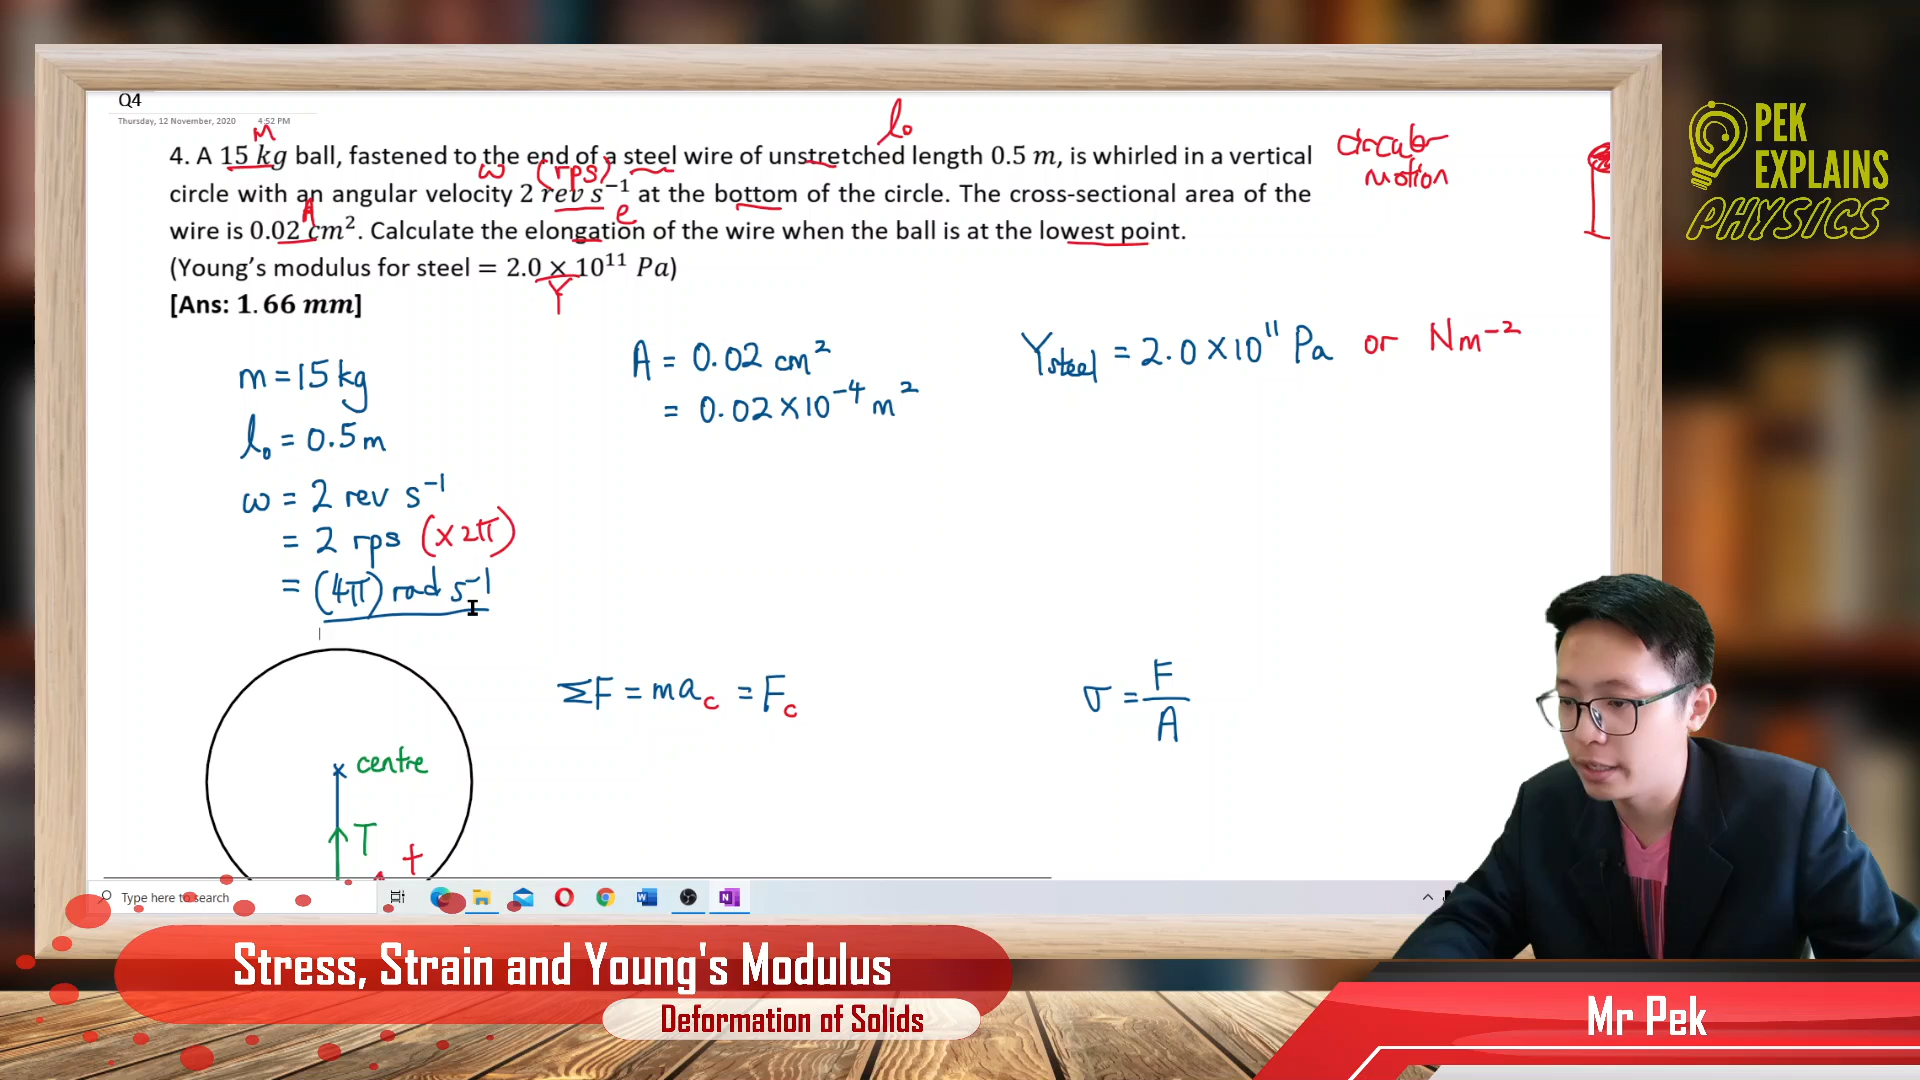 Q4
Thursday, 12 November, 2020 4:52 PM
M
l₀
4. A 15 kg ball, fastened to the end of a steel wire of unstretched length 0.5 m, is whirled in a vertical
ω (rps)
circle with an angular velocity 2 rev s⁻¹ at the bottom of the circle. The cross-sectional area of the
A e
wire is 0.02 cm². Calculate the elongation of the wire when the ball is at the lowest point.
(Young's modulus for steel = 2.0 × 10¹¹ Pa)
Y
[Ans: 1.66 mm]
circular
motion
PEK
EXPLAINS
PHYSICS
m = 15 kg
l₀ = 0.5 m
ω = 2 rev s⁻¹
= 2 rps (×2π)
= (4π) rad s⁻¹
A = 0.02 cm²
= 0.02 × 10⁻⁴ m²
Ysteel = 2.0 × 10¹¹ Pa or Nm⁻²
ΣF = mac = Fc
σ = F/A
× centre
T
+
Type here to search
Stress, Strain and Young's Modulus
Deformation of Solids
Mr Pek